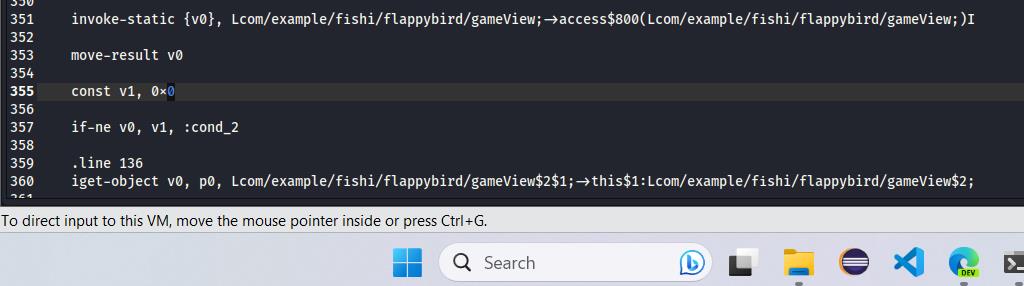 350
351 invoke-static {v0}, Lcom/example/fishi/flappybird/gameView;→access$800(Lcom/example/fishi/flappybird/gameView;)I
352
353 move-result v0
354
355 const v1, 0×0
356
357 if-ne v0, v1, :cond_2
358
359 .line 136
360 iget-object v0, p0, Lcom/example/fishi/flappybird/gameView$2$1;→this$1:Lcom/example/fishi/flappybird/gameView$2;
361
To direct input to this VM, move the mouse pointer inside or press Ctrl+G.
Search
DEV